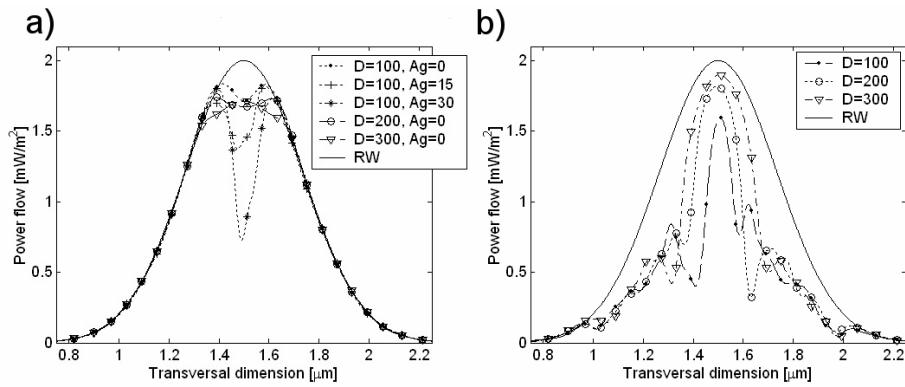 a)
2
1.5
1
0.5
0
Power flow [mW/m²]
0.8 1 1.2 1.4 1.6 1.8 2 2.2
Transversal dimension [μm]
D=100, Ag=0
D=100, Ag=15
D=100, Ag=30
D=200, Ag=0
D=300, Ag=0
RW
b)
2
1.5
1
0.5
0
Power flow [mW/m²]
0.8 1 1.2 1.4 1.6 1.8 2 2.2
Transversal dimension [μm]
D=100
D=200
D=300
RW